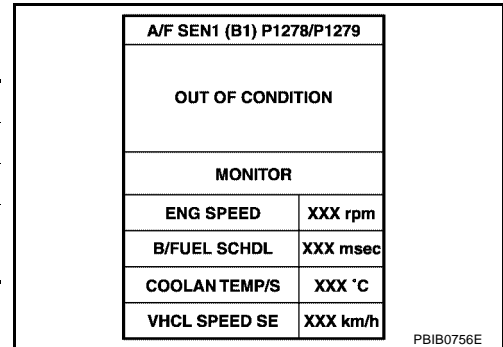 A/F SEN1 (B1) P1278/P1279
OUT OF CONDITION
MONITOR
ENG SPEED XXX rpm
B/FUEL SCHDL XXX msec
COOLAN TEMP/S XXX °C
VHCL SPEED SE XXX km/h
PBIB0756E